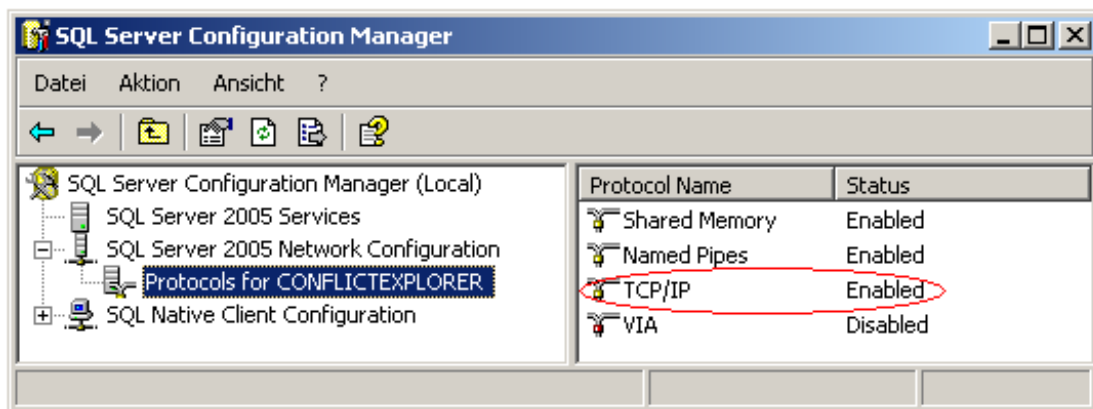 SQL Server Configuration Manager
Datei Aktion Ansicht ?
SQL Server Configuration Manager (Local)
SQL Server 2005 Services
SQL Server 2005 Network Configuration
Protocols for CONFLICTEXPLORER
SQL Native Client Configuration
Protocol Name Status
Shared Memory Enabled
Named Pipes Enabled
TCP/IP Enabled
VIA Disabled